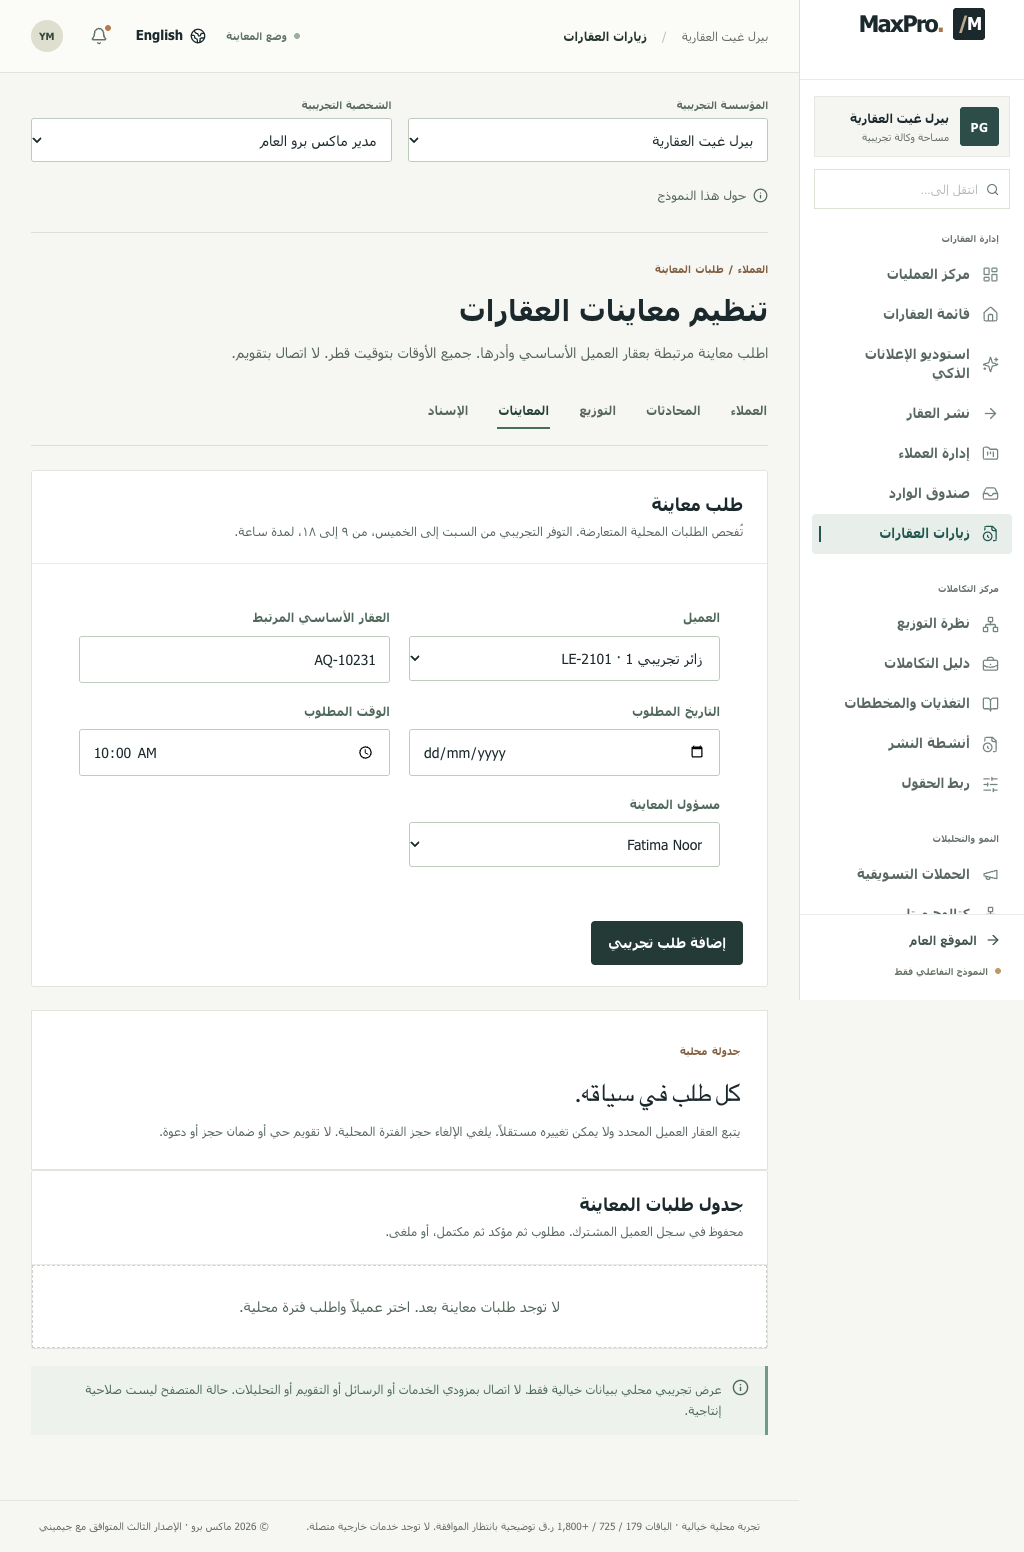 MaxPro.
/M
PG
بيرل غيت العقارية
مساحة وكالة تجريبية
انتقل إلى...
إدارة العقارات
مركز العمليات
قائمة العقارات
استوديو الإعلانات
الذكي
نشر العقار
إدارة العملاء
صندوق الوارد
زيارات العقارات
مركز التكاملات
نظرة التوزيع
دليل التكاملات
التغذيات والمخططات
أنشطة النشر
ربط الحقول
النمو والتحليلات
الحملات التسويقية
الموقع العام
النموذج التفاعلي فقط
بيرل غيت العقارية / زيارات العقارات
وضع المعاينة
English
YM
المؤسسة التجريبية
الشخصية التجريبية
بيرل غيت العقارية
مدير ماكس برو العام
حول هذا النموذج
العملاء / طلبات المعاينة
تنظيم معاينات العقارات
اطلب معاينة مرتبطة بعقار العميل الأساسي وأدرها. جميع الأوقات بتوقيت قطر. لا اتصال بتقويم.
العملاء
المحادثات
التوزيع
المعاينات
الإسناد
طلب معاينة
تُفحص الطلبات المحلية المتعارضة. التوفر التجريبي من السبت إلى الخميس، من ٩ إلى ١٨، لمدة ساعة.
العميل
العقار الأساسي المرتبط
زائر تجريبي 1 · LE-2101
AQ-10231
التاريخ المطلوب
الوقت المطلوب
dd/mm/yyyy
10:00 AM
مسؤول المعاينة
Fatima Noor
إضافة طلب تجريبي
جدولة محلية
كل طلب في سياقه.
يتبع العقار العميل المحدد ولا يمكن تغييره مستقلاً. يلغي الإلغاء حجز الفترة المحلية. لا تقويم حي أو ضمان حجز أو دعوة.
جدول طلبات المعاينة
محفوظ في سجل العميل المشترك. مطلوب ثم مؤكد ثم مكتمل، أو ملغى.
لا توجد طلبات معاينة بعد. اختر عميلاً واطلب فترة محلية.
عرض تجريبي محلي ببيانات خيالية فقط. لا اتصال بمزودي الخدمات أو الرسائل أو التقويم أو التحليلات. حالة المتصفح ليست صلاحية
إنتاجية.
تجربة محلية خيالية · الباقات 179 / 725 / +1,800 ر.ق توضيحية بانتظار الموافقة. لا توجد خدمات خارجية متصلة.
© 2026 ماكس برو · الإصدار الثالث المتوافق مع جيميني